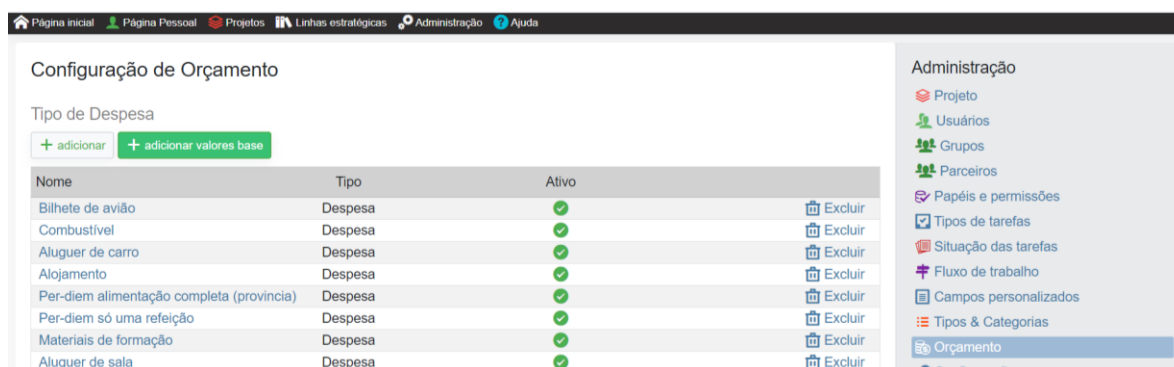 Página inicial Página Pessoal Projetos Linhas estratégicas Administração Ajuda
Configuração de Orçamento
Tipo de Despesa
+ adicionar + adicionar valores base
Nome Tipo Ativo
Bilhete de avião Despesa Excluir
Combustível Despesa Excluir
Aluguer de carro Despesa Excluir
Alojamento Despesa Excluir
Per-diem alimentação completa (provincia) Despesa Excluir
Per-diem só uma refeição Despesa Excluir
Materiais de formação Despesa Excluir
Aluguer de sala Despesa Excluir
Administração
Projeto
Usuários
Grupos
Parceiros
Papéis e permissões
Tipos de tarefas
Situação das tarefas
Fluxo de trabalho
Campos personalizados
Tipos & Categorias
Orçamento